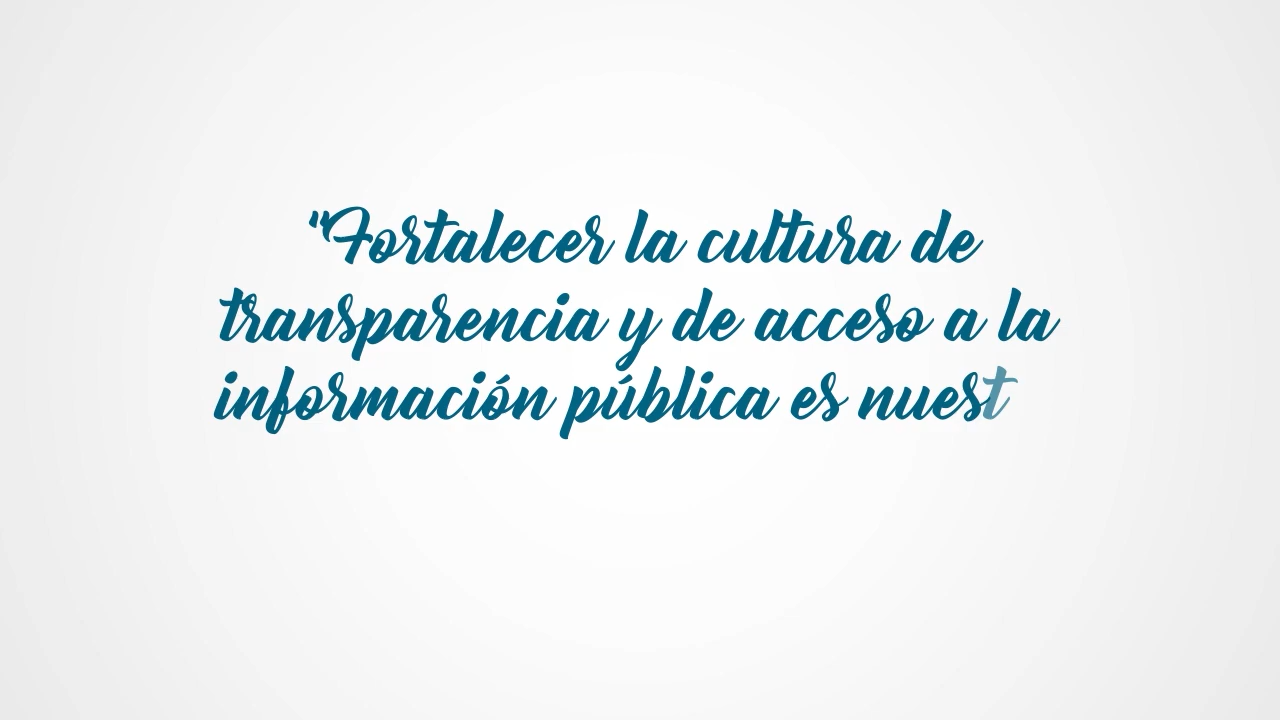 "Fortalecer la cultura de
transparencia y de acceso a la
información pública es nuest